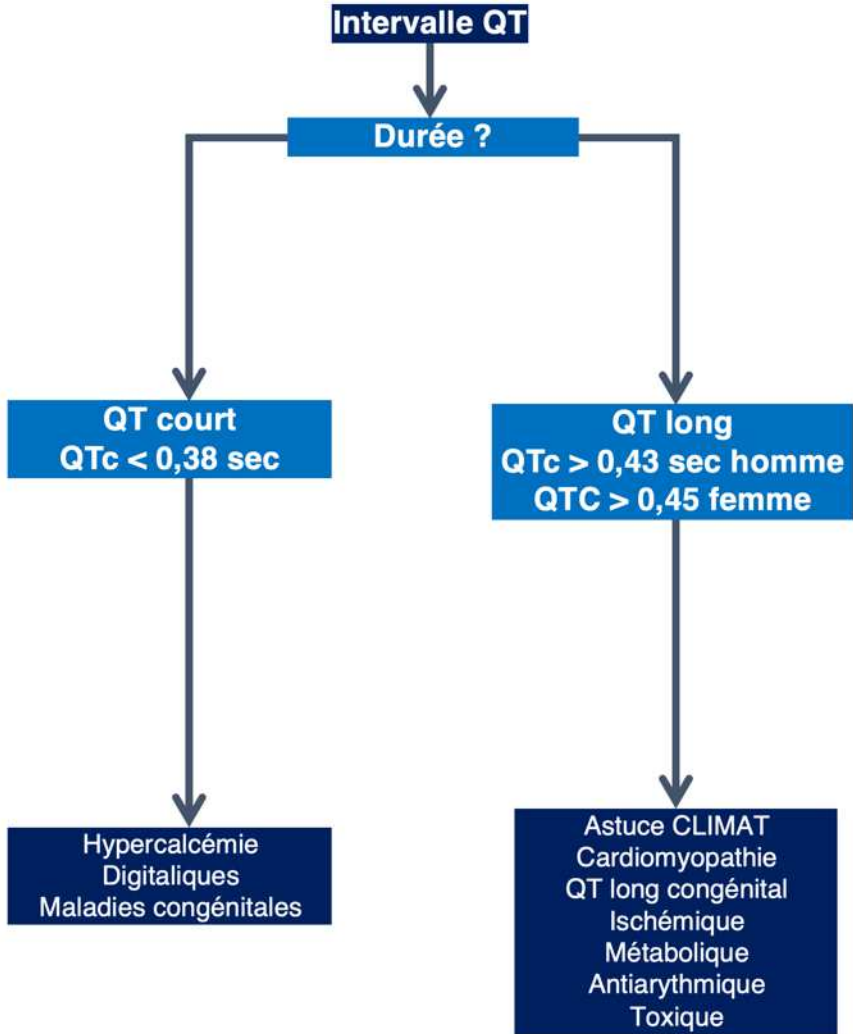 Intervalle QT
Durée ?
QT court
QTc < 0,38 sec
QT long
QTc > 0,43 sec homme
QTC > 0,45 femme
Hypercalcémie
Digitaliques
Maladies congénitales
Astuce CLIMAT
Cardiomyopathie
QT long congénital
Ischémique
Métabolique
Antiarythmique
Toxique